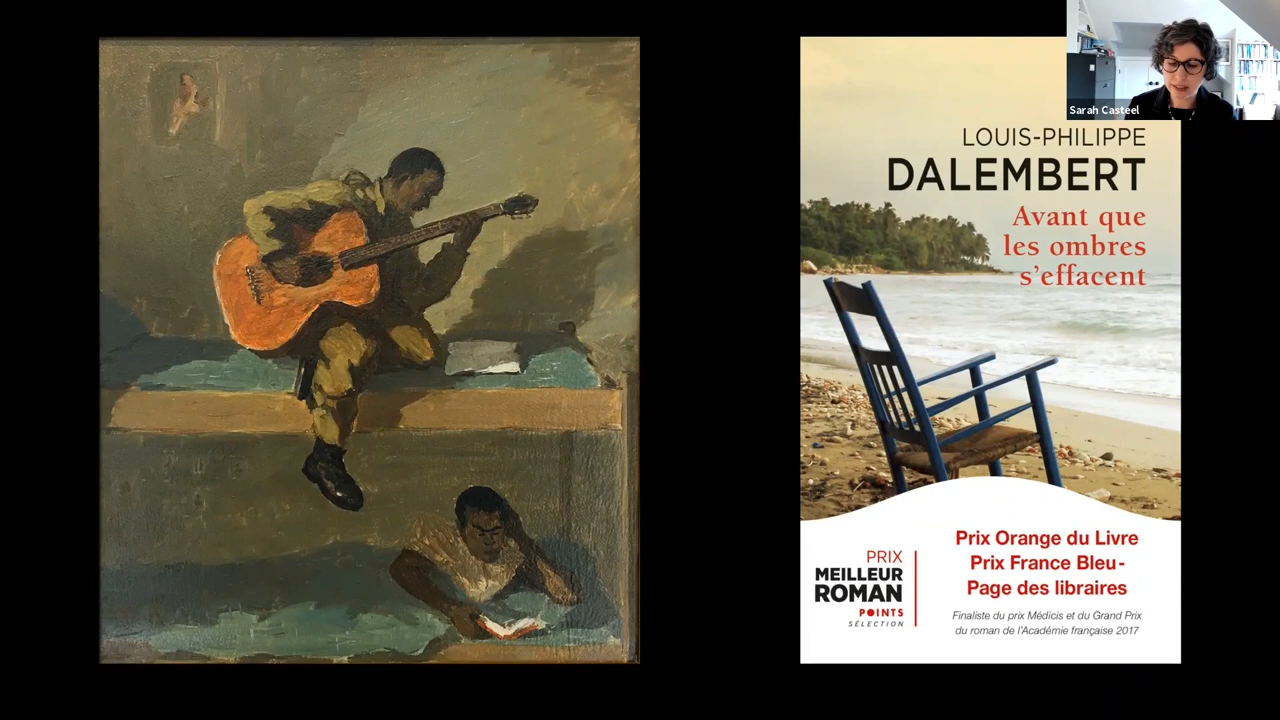 Sarah Casteel
LOUIS-PHILIPPE
DALEMBERT
Avant que
les ombres
s'effacent
Prix Orange du Livre
Prix France Bleu-
Page des libraires
Finaliste du prix Médicis et du Grand Prix
du roman de l'Académie française 2017
PRIX
MEILLEUR
ROMAN
POINTS
SÉLECTION